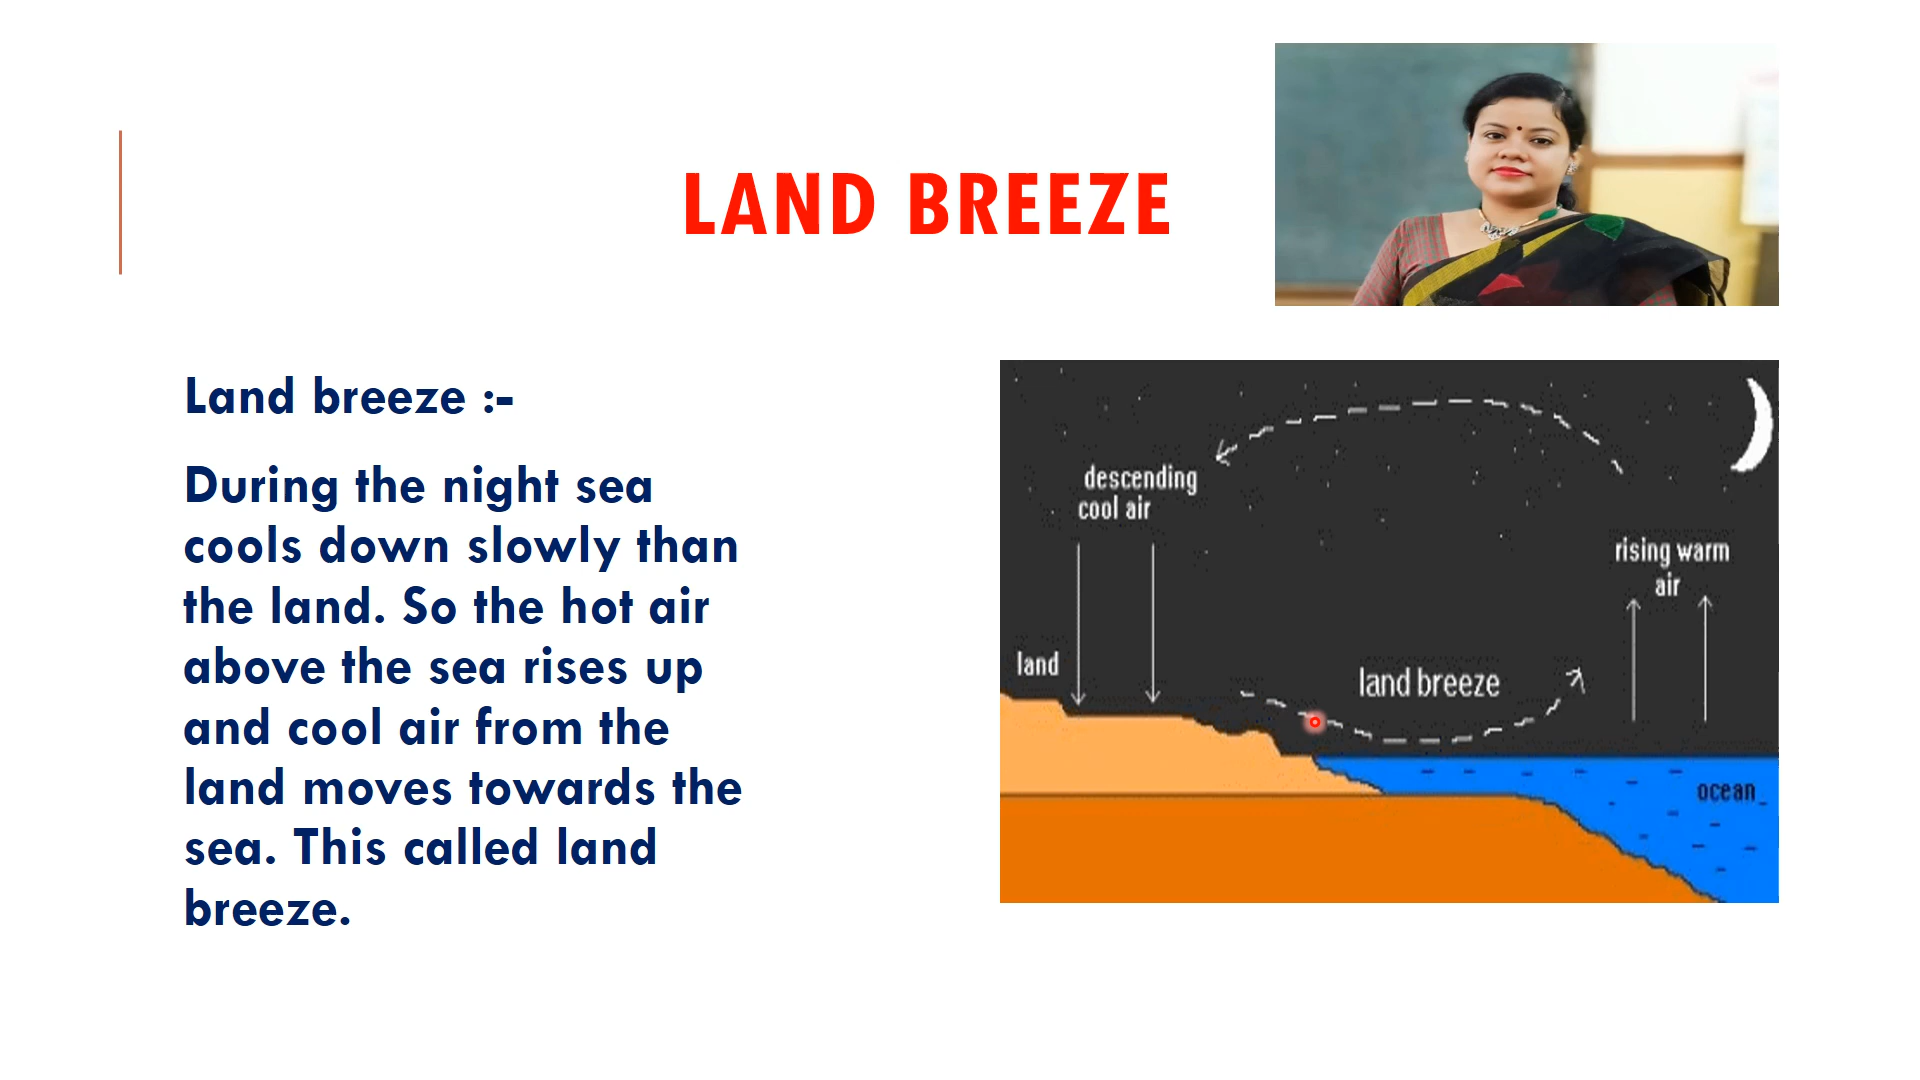 LAND BREEZE
Land breeze :-
During the night sea
cools down slowly than
the land. So the hot air
above the sea rises up
and cool air from the
land moves towards the
sea. This called land
breeze.
descending
cool air
rising warm
air
land
land breeze
ocean